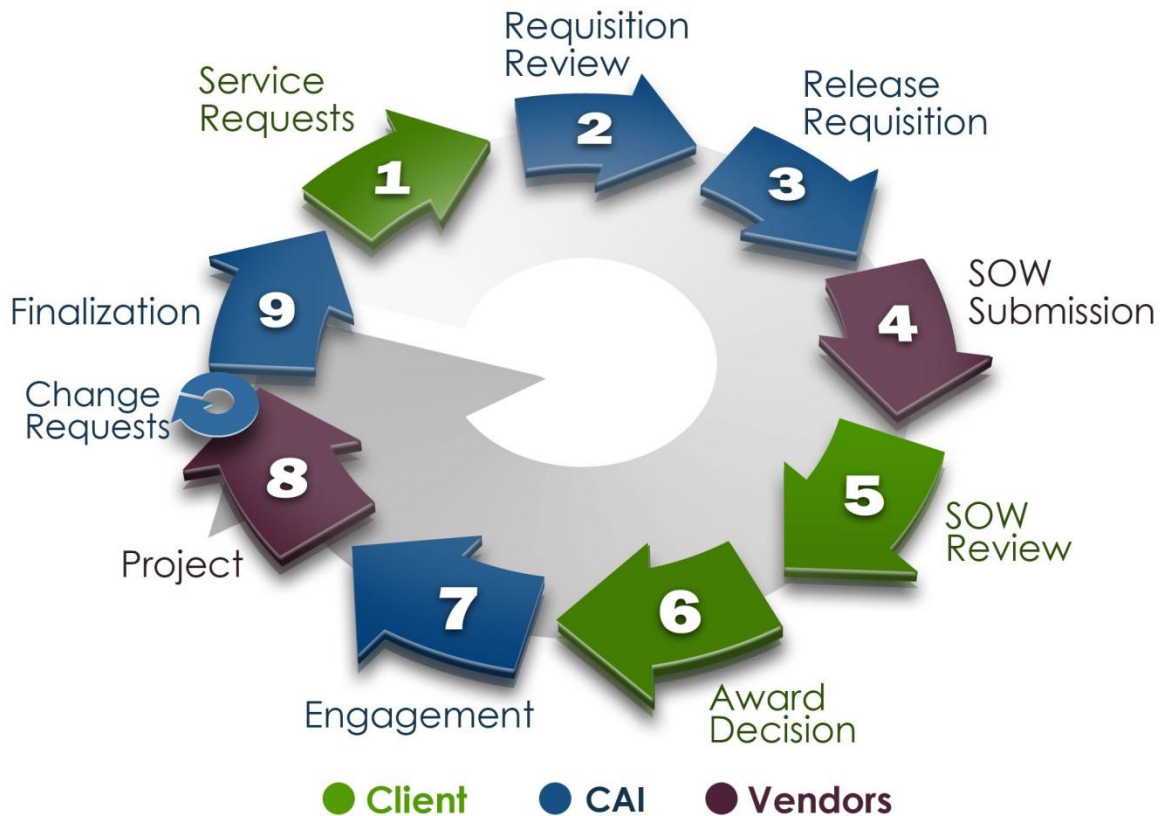 Service
Requests
1
Requisition
Review
2
Release
Requisition
3
SOW
Submission
4
SOW
Review
5
Award
Decision
6
Engagement
7
Project
8
Change
Requests
Finalization
9
Client
CAI
Vendors